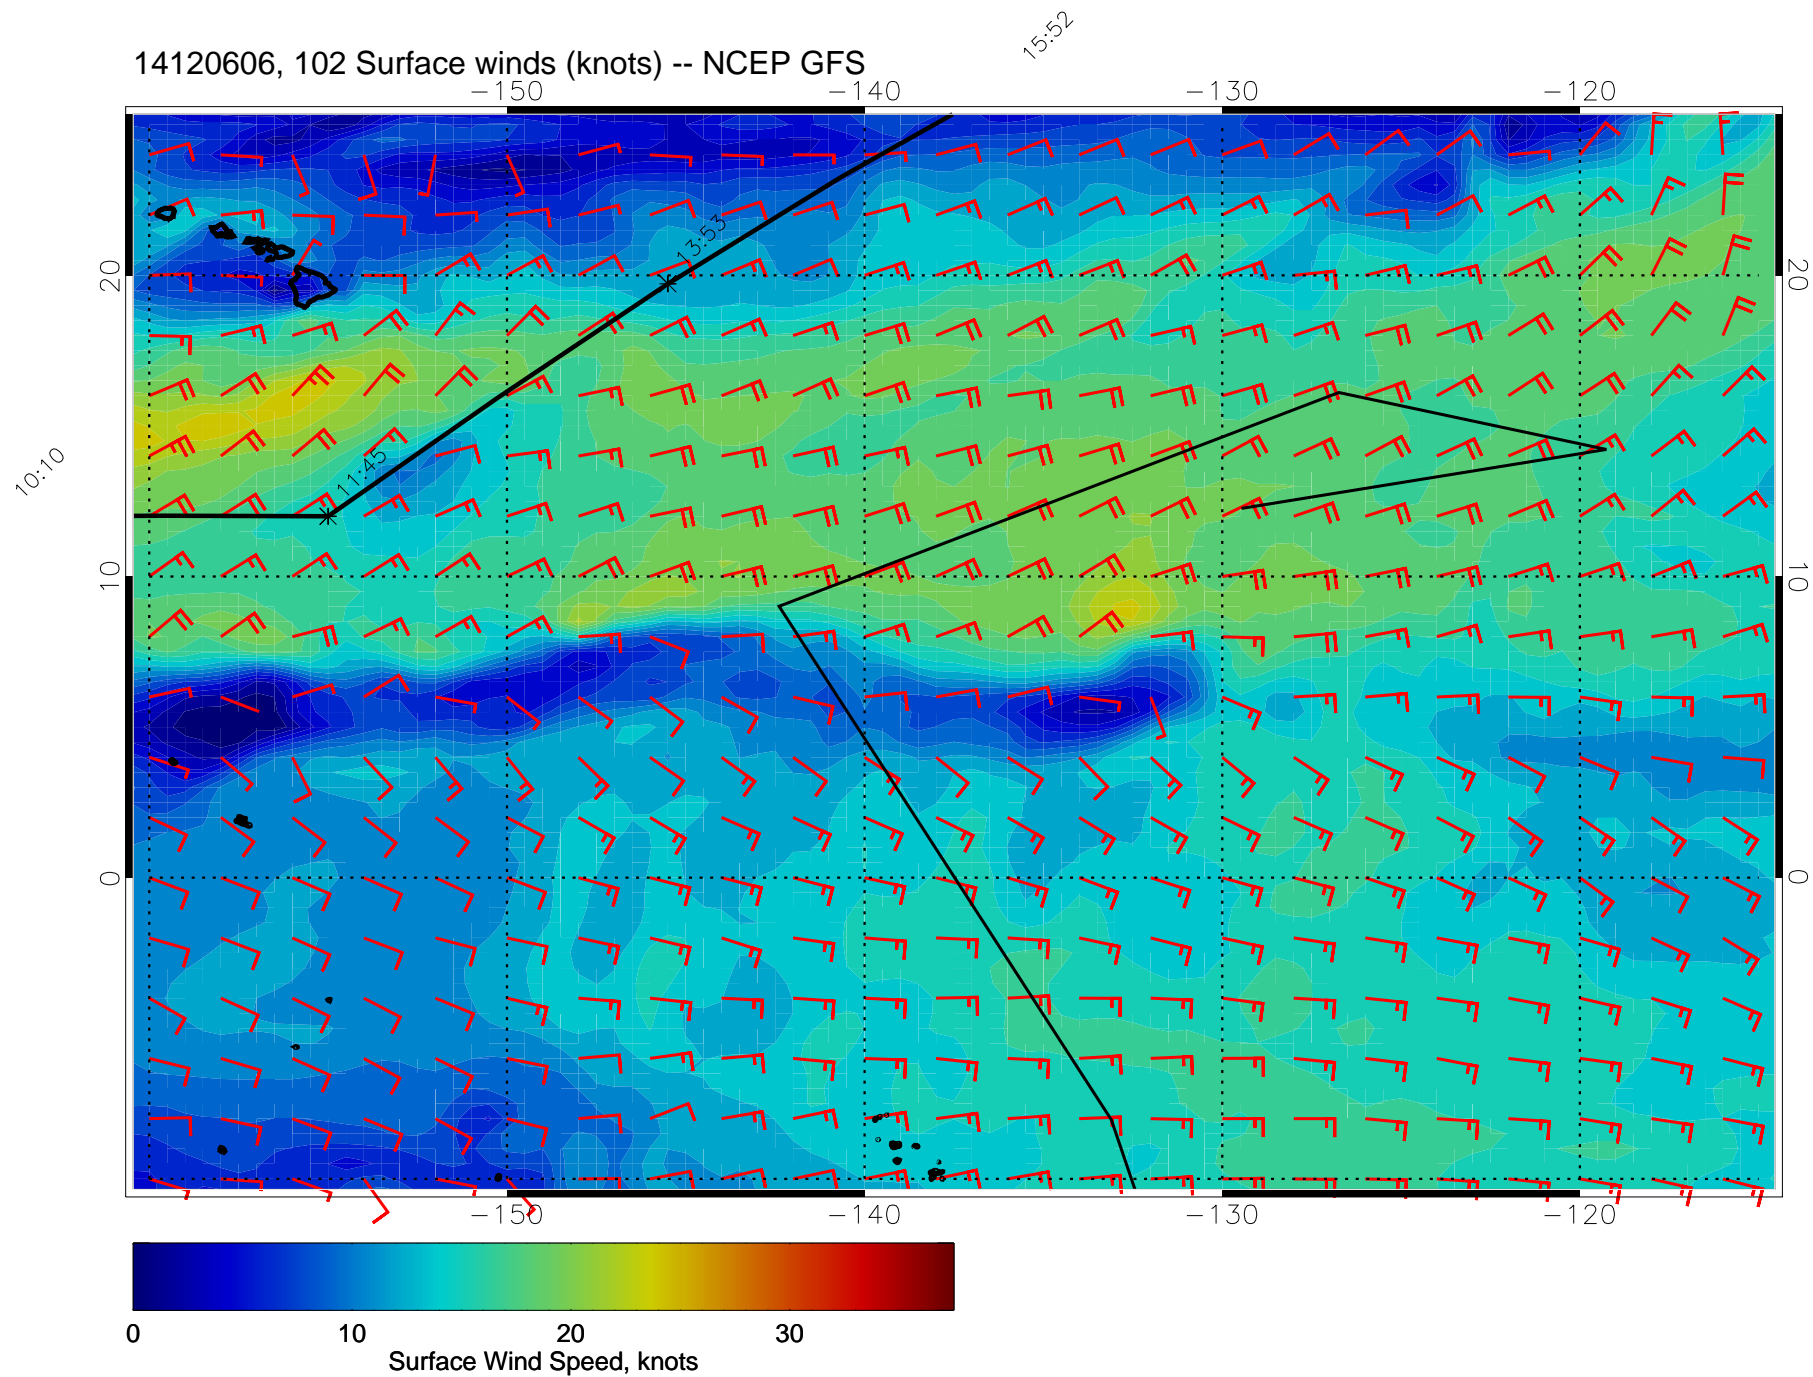 15:52
14120606, 102 Surface winds (knots) -- NCEP GFS
−150 −140 −130 −120
13:53
20 20
10:10
11:45
10 10
0 0
−150 −140 −130 −120
0 10 20 30
Surface Wind Speed, knots